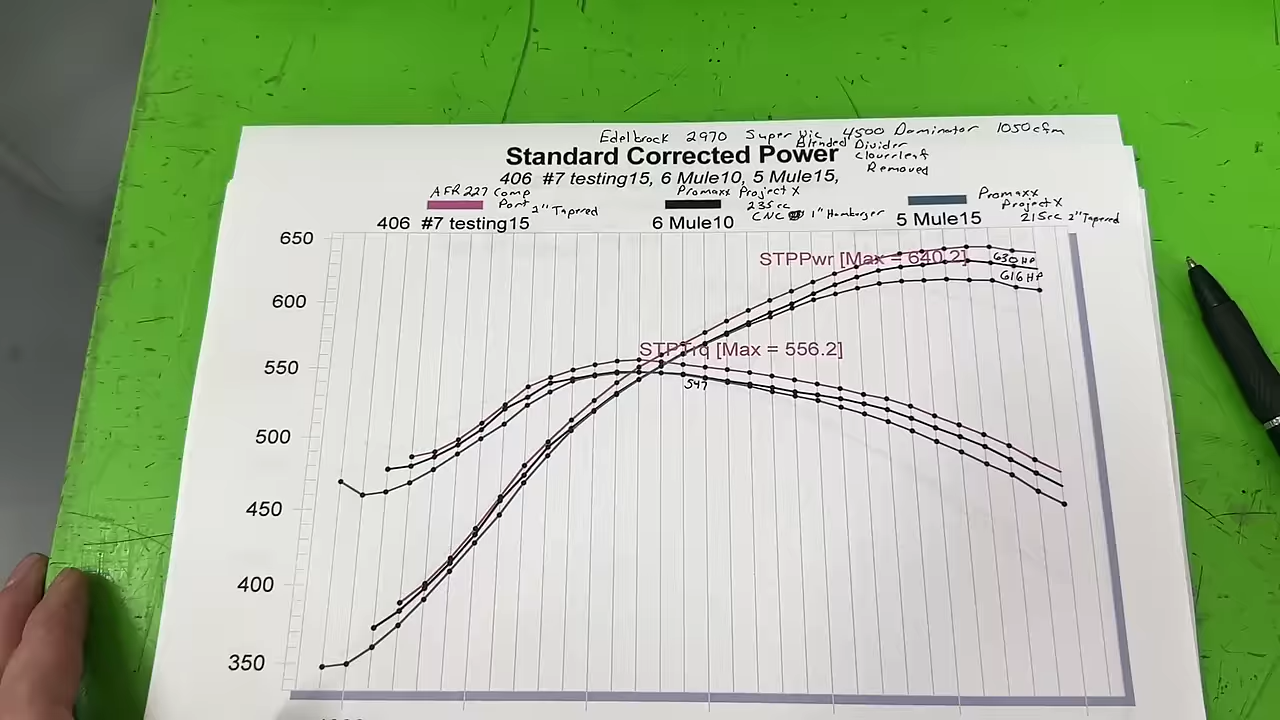 Edelbrock 2970 Super Vic 4500 Dominator 1050cfm
Blended Divider
Cloverleaf
Removed
Standard Corrected Power
406 #7 testing15, 6 Mule10, 5 Mule15,
AFR 227 Comp
Port 2" Tapered
406 #7 testing15
Promaxx Project X
235cc
CNC 1" Hamburger
6 Mule10
Promaxx
Project X
215cc 2" Tapered
5 Mule15
650
STPPwr [Max = 640.2]
630 HP
616 HP
600
STPTrq [Max = 556.2]
550
547
500
450
400
350